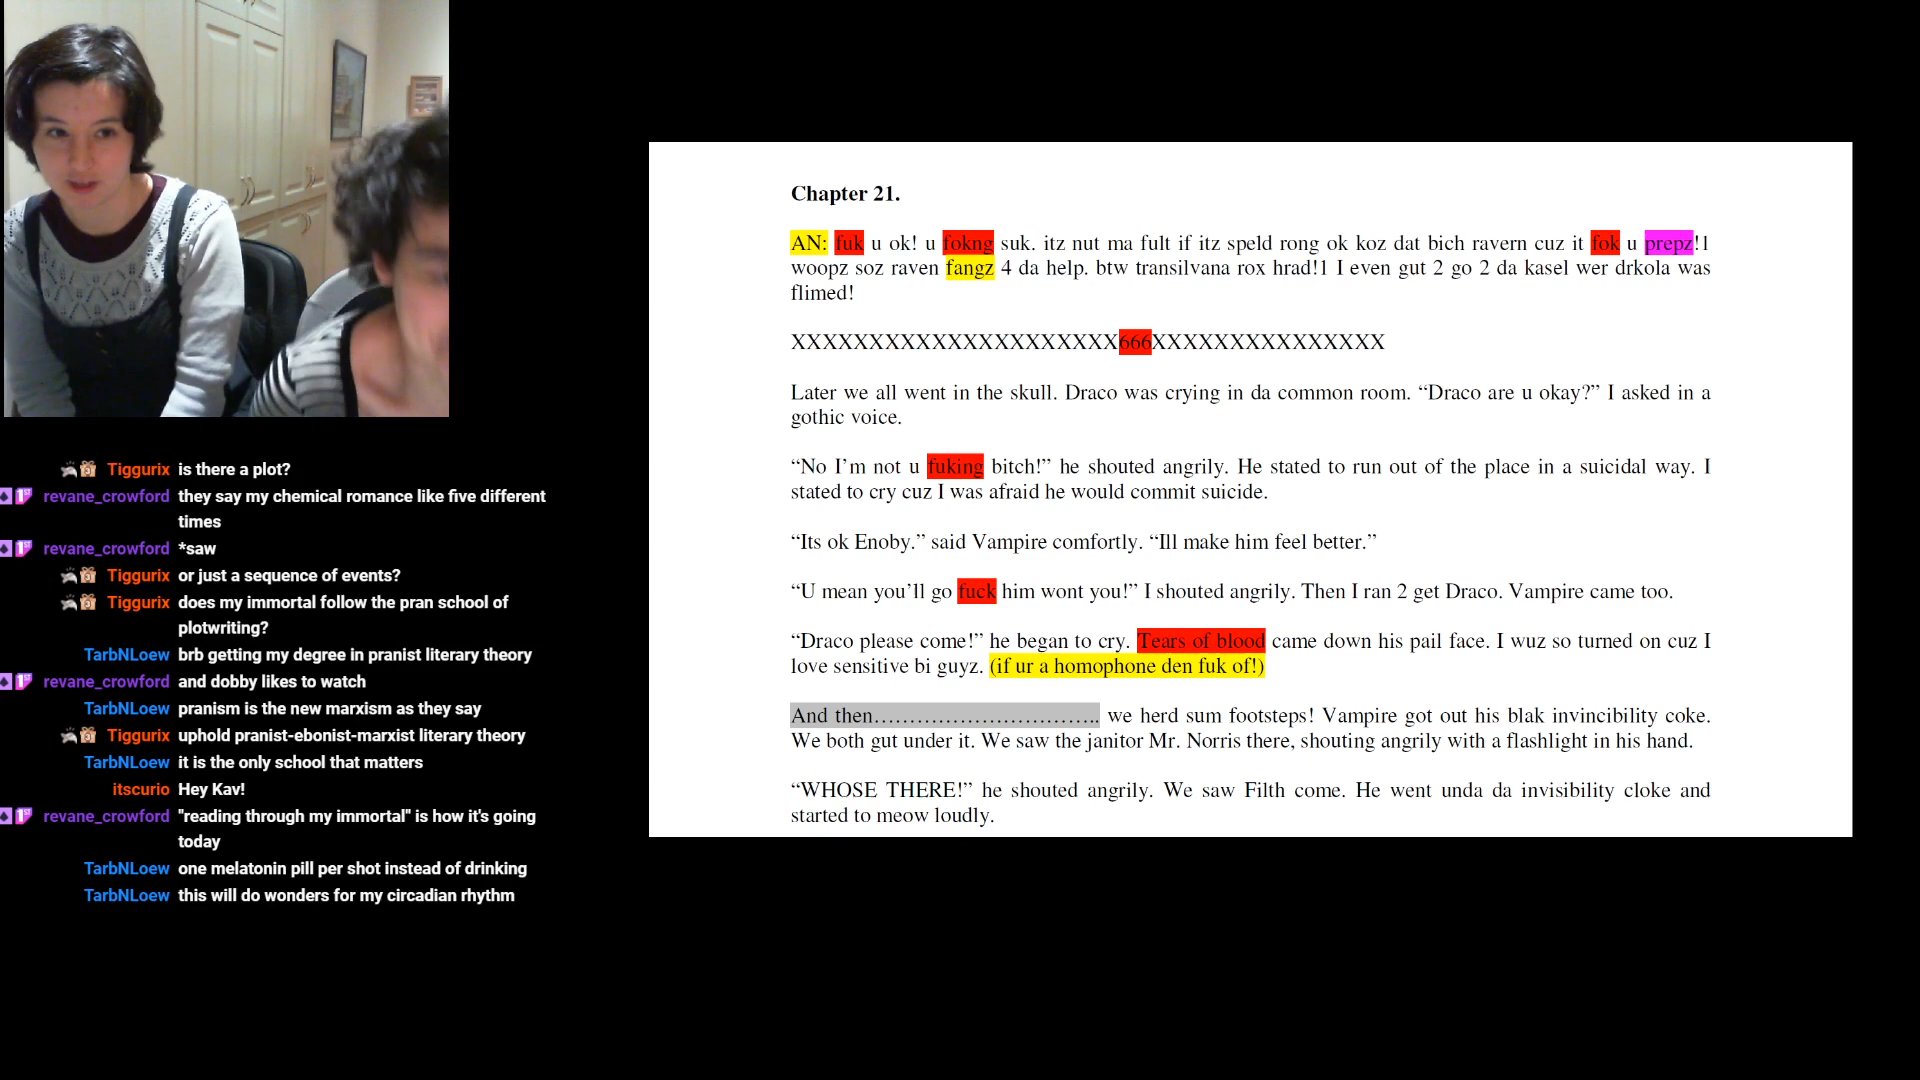 Tiggurix is there a plot?
revane_crowford they say my chemical romance like five different
times
revane_crowford *saw
Tiggurix or just a sequence of events?
Tiggurix does my immortal follow the pran school of
plotwriting?
TarbNLoew brb getting my degree in pranist literary theory
revane_crowford and dobby likes to watch
TarbNLoew pranism is the new marxism as they say
Tiggurix uphold pranist-ebonist-marxist literary theory
TarbNLoew it is the only school that matters
itscurio Hey Kav!
revane_crowford "reading through my immortal" is how it's going
today
TarbNLoew one melatonin pill per shot instead of drinking
TarbNLoew this will do wonders for my circadian rhythm
Chapter 21.
AN: fuk u ok! u fokng suk. itz nut ma fult if itz speld rong ok koz dat bich ravern cuz it fok u prepz!1
woopz soz raven fangz 4 da help. btw transilvana rox hrad!1 I even gut 2 go 2 da kasel wer drkola was
flimed!
XXXXXXXXXXXXXXXXXXXXX666XXXXXXXXXXXXXXX
Later we all went in the skull. Draco was crying in da common room. “Draco are u okay?” I asked in a
gothic voice.
“No I’m not u fuking bitch!” he shouted angrily. He stated to run out of the place in a suicidal way. I
stated to cry cuz I was afraid he would commit suicide.
“Its ok Enoby.” said Vampire comfortly. “Ill make him feel better.”
“U mean you’ll go fuck him wont you!” I shouted angrily. Then I ran 2 get Draco. Vampire came too.
“Draco please come!” he began to cry. Tears of blood came down his pail face. I wuz so turned on cuz I
love sensitive bi guyz. (if ur a homophone den fuk of!)
And then………………………….. we herd sum footsteps! Vampire got out his blak invincibility coke.
We both gut under it. We saw the janitor Mr. Norris there, shouting angrily with a flashlight in his hand.
“WHOSE THERE!” he shouted angrily. We saw Filth come. He went unda da invisibility cloke and
started to meow loudly.